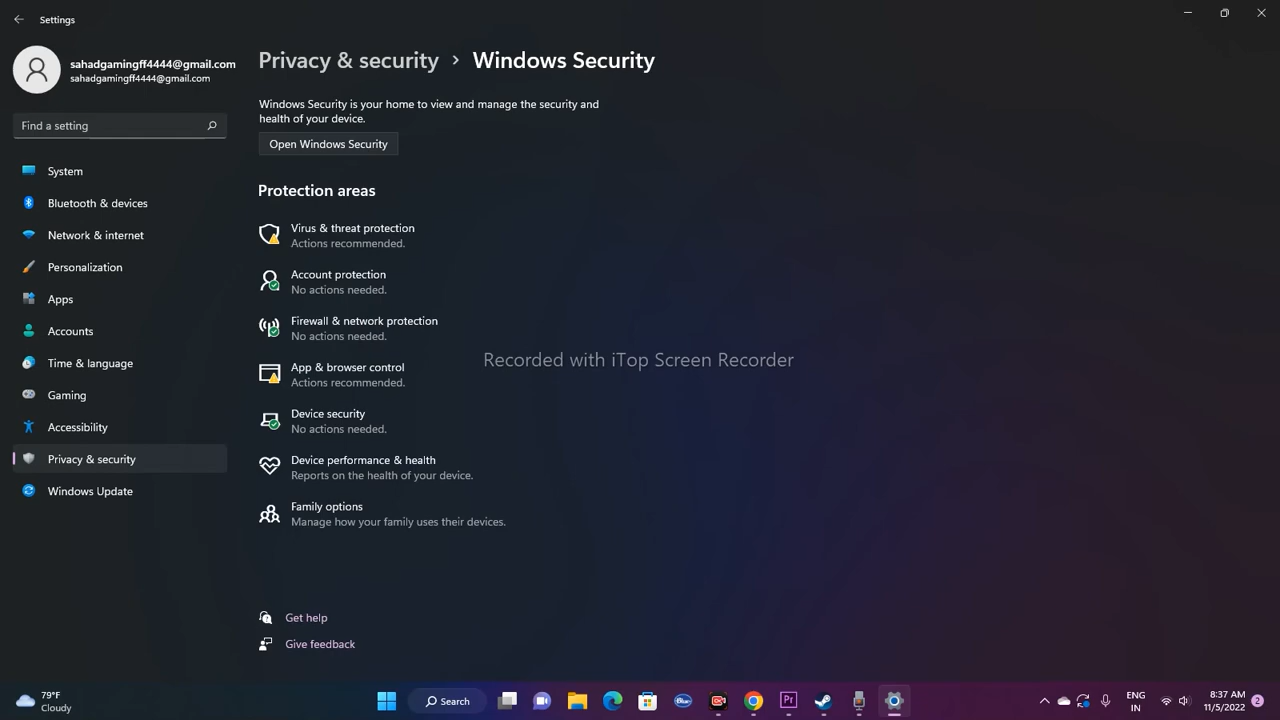 Settings
sahadgamingff4444@gmail.com
sahadgamingff4444@gmail.com
Find a setting
System
Bluetooth & devices
Network & internet
Personalization
Apps
Accounts
Time & language
Gaming
Accessibility
Privacy & security
Windows Update
Privacy & security > Windows Security
Windows Security is your home to view and manage the security and
health of your device.
Open Windows Security
Protection areas
Virus & threat protection
Actions recommended.
Account protection
No actions needed.
Firewall & network protection
No actions needed.
App & browser control
Actions recommended.
Device security
No actions needed.
Device performance & health
Reports on the health of your device.
Family options
Manage how your family uses their devices.
Recorded with iTop Screen Recorder
Get help
Give feedback
79°F
Cloudy
Search
Pr
ENG
IN
8:37 AM
11/5/2022
2